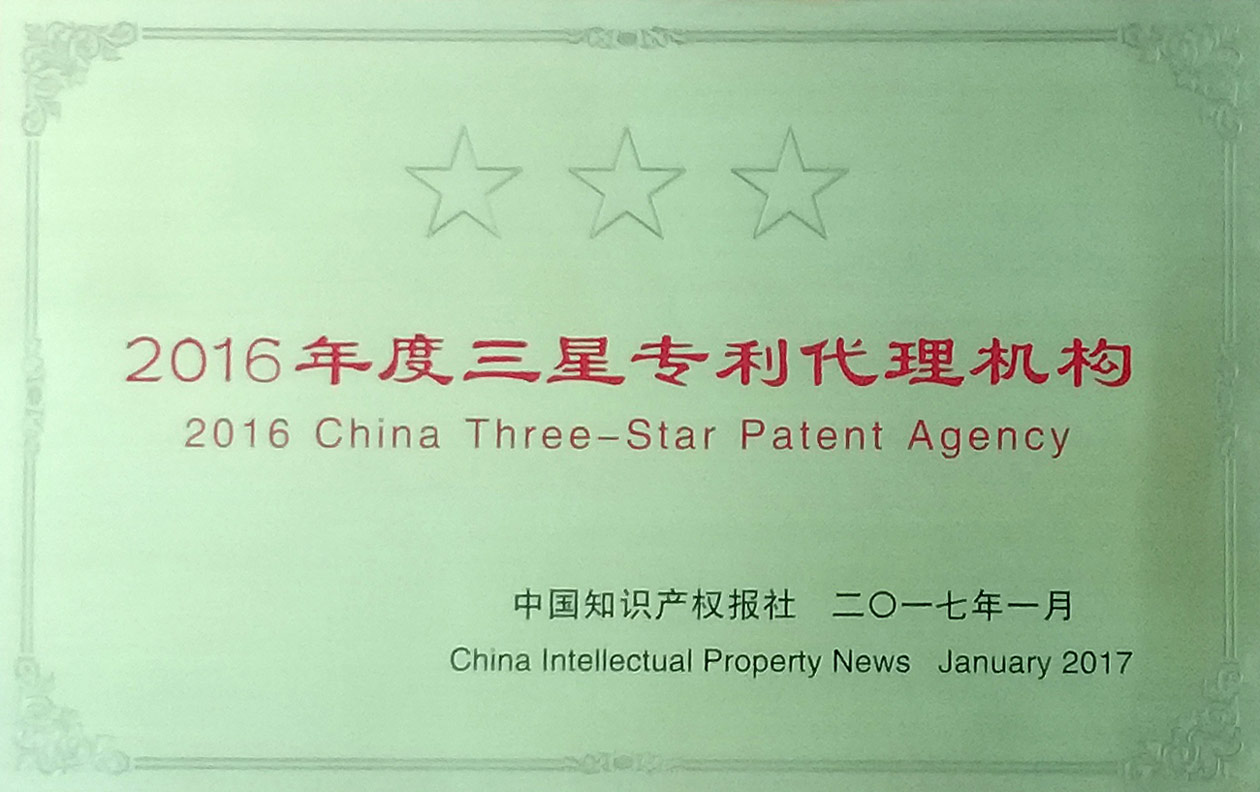 2016年度三星专利代理机构
2016 China Three-Star Patent Agency
中国知识产权报社 二〇一七年一月
China Intellectual Property News January 2017